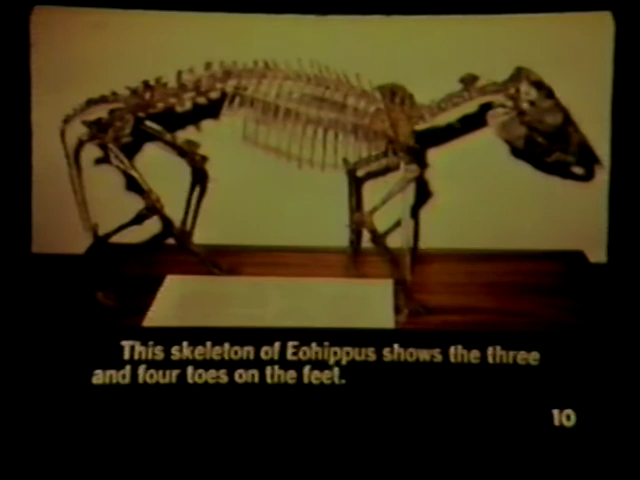 This skeleton of Eohippus shows the three
and four toes on the feet.
10